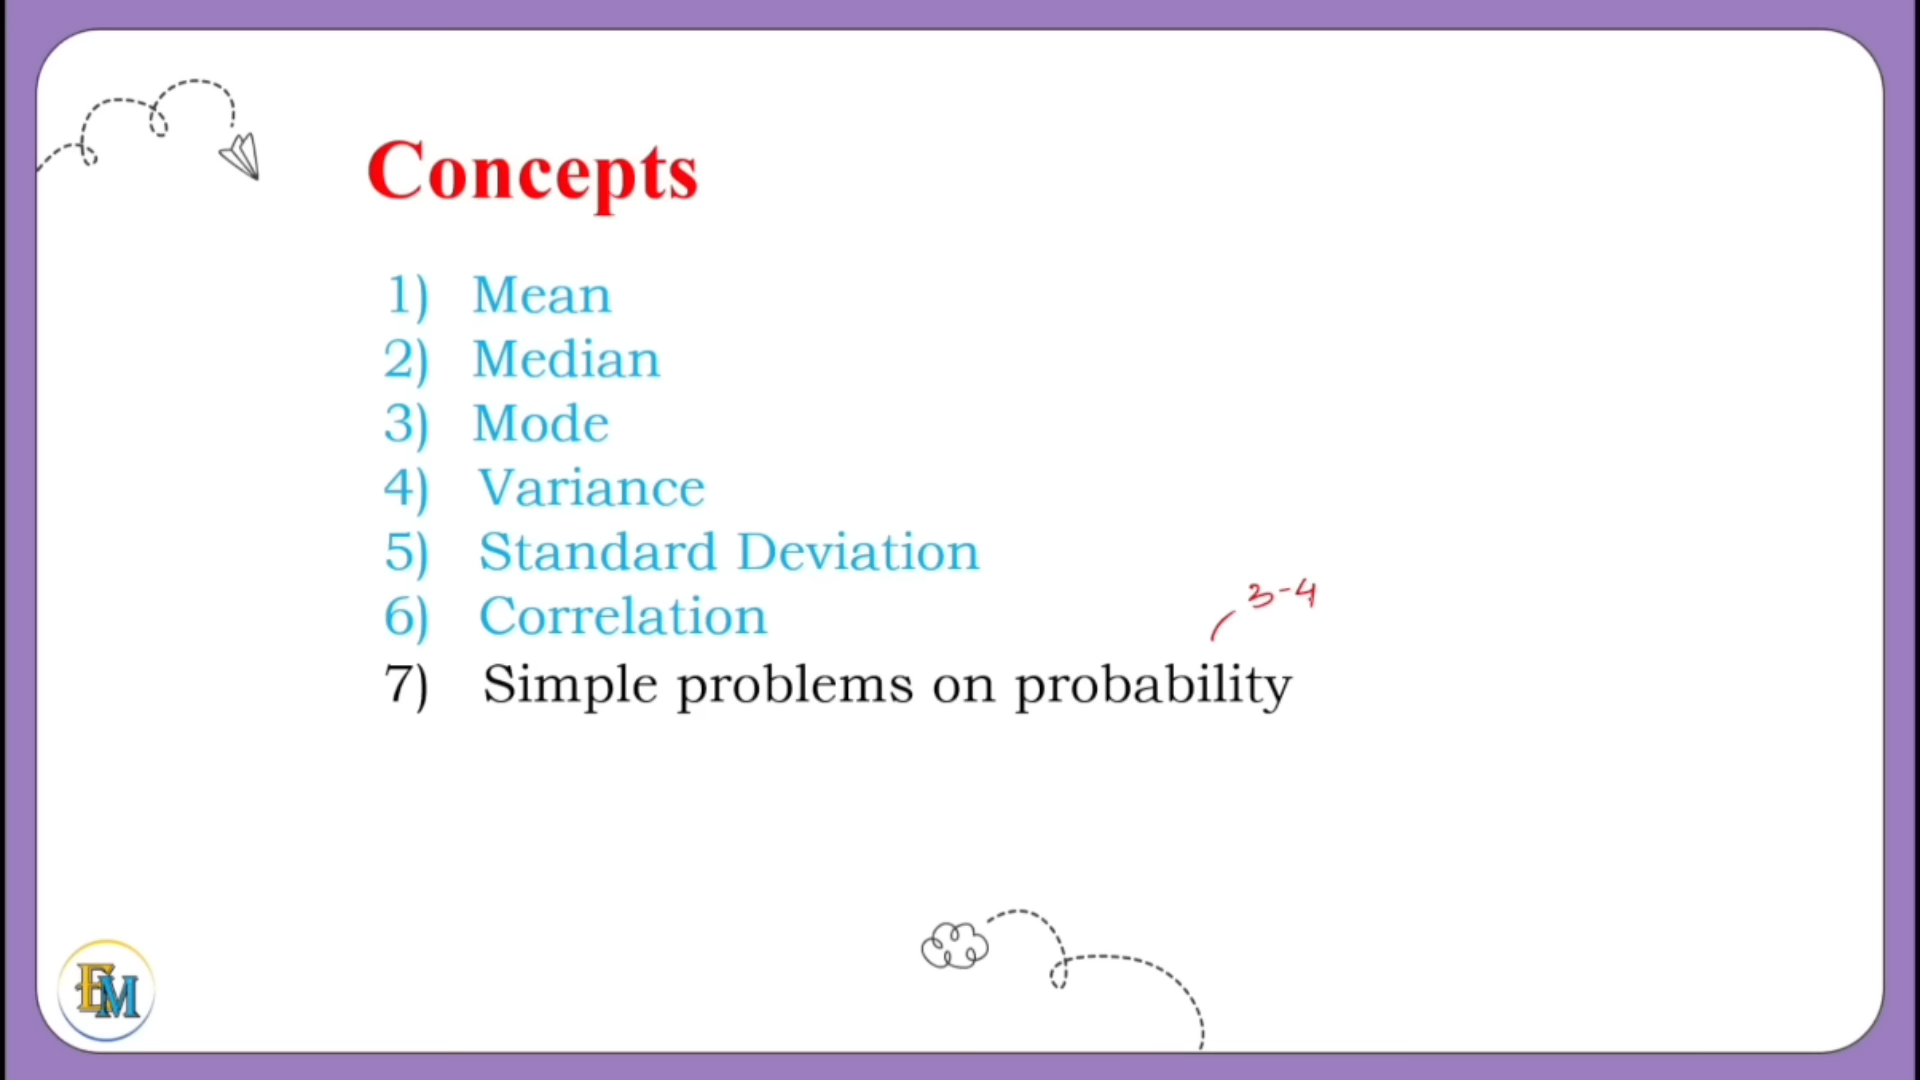 Concepts
1) Mean
2) Median
3) Mode
4) Variance
5) Standard Deviation
6) Correlation
3-4
7) Simple problems on probability
EM